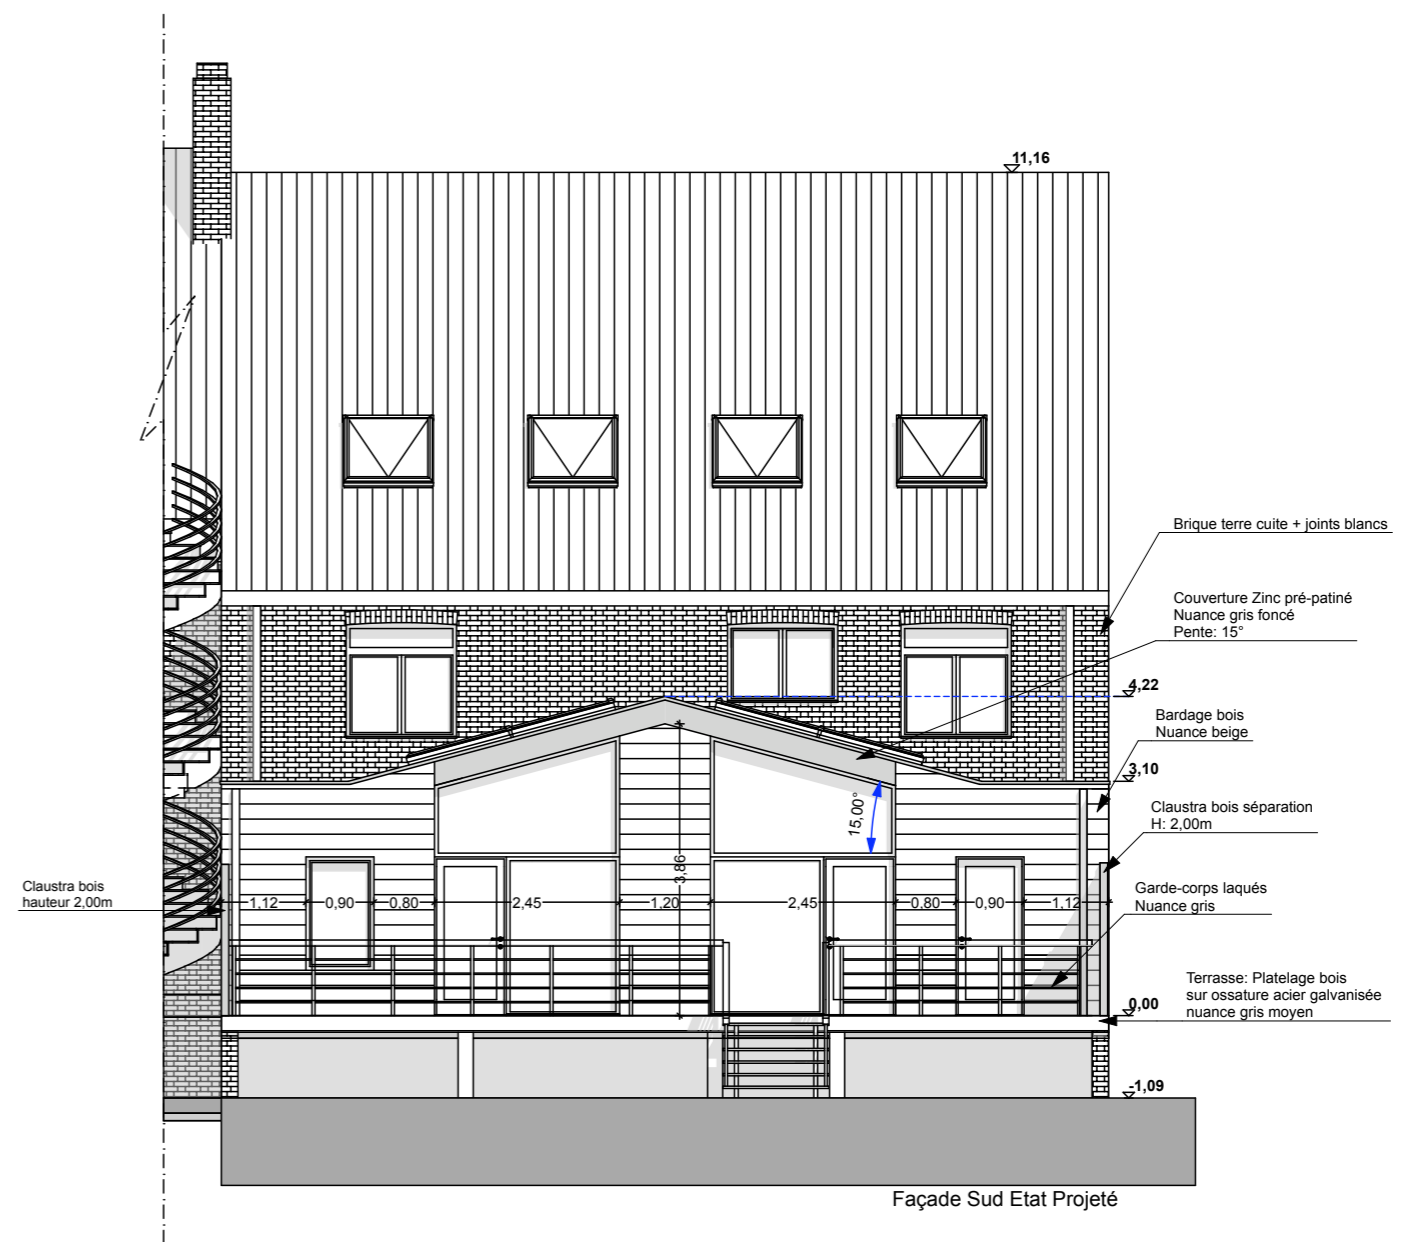 11,16
Brique terre cuite + joints blancs
Couverture Zinc pré-patiné
Nuance gris foncé
Pente: 15°
4,22
Bardage bois
Nuance beige
3,10
15,00°
Claustra bois séparation
H: 2,00m
3,86
Claustra bois
hauteur 2,00m
Garde-corps laqués
Nuance gris
1,12 0,90 0,80 2,45 1,20 2,45 0,80 0,90 1,12
Terrasse: Platelage bois
sur ossature acier galvanisée
nuance gris moyen
0,00
-1,09
Façade Sud Etat Projeté